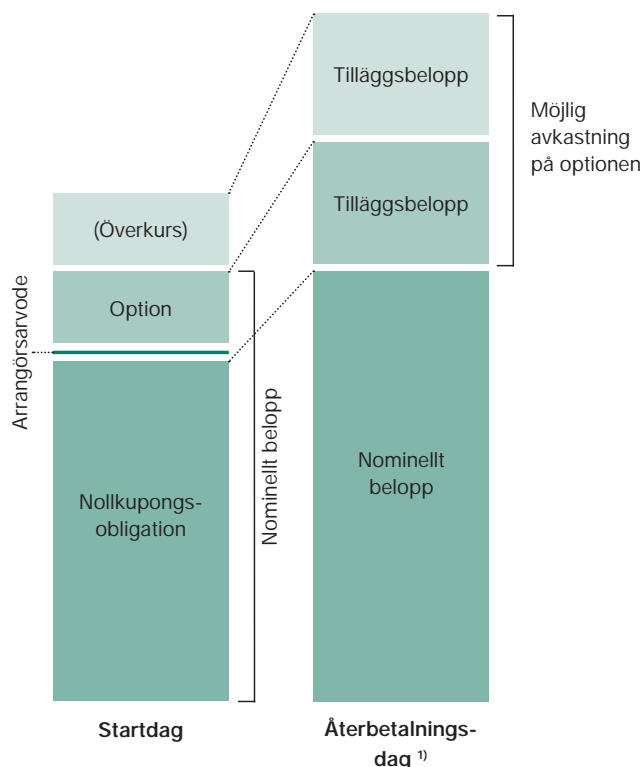 Tilläggsbelopp
Möjlig
avkastning
på optionen
Tilläggsbelopp
(Överkurs)
Option
Arrangörsarvode
Nominellt belopp
Nollkupongs-
obligation
Nominellt
belopp
Startdag
Återbetalnings-
dag ¹⁾